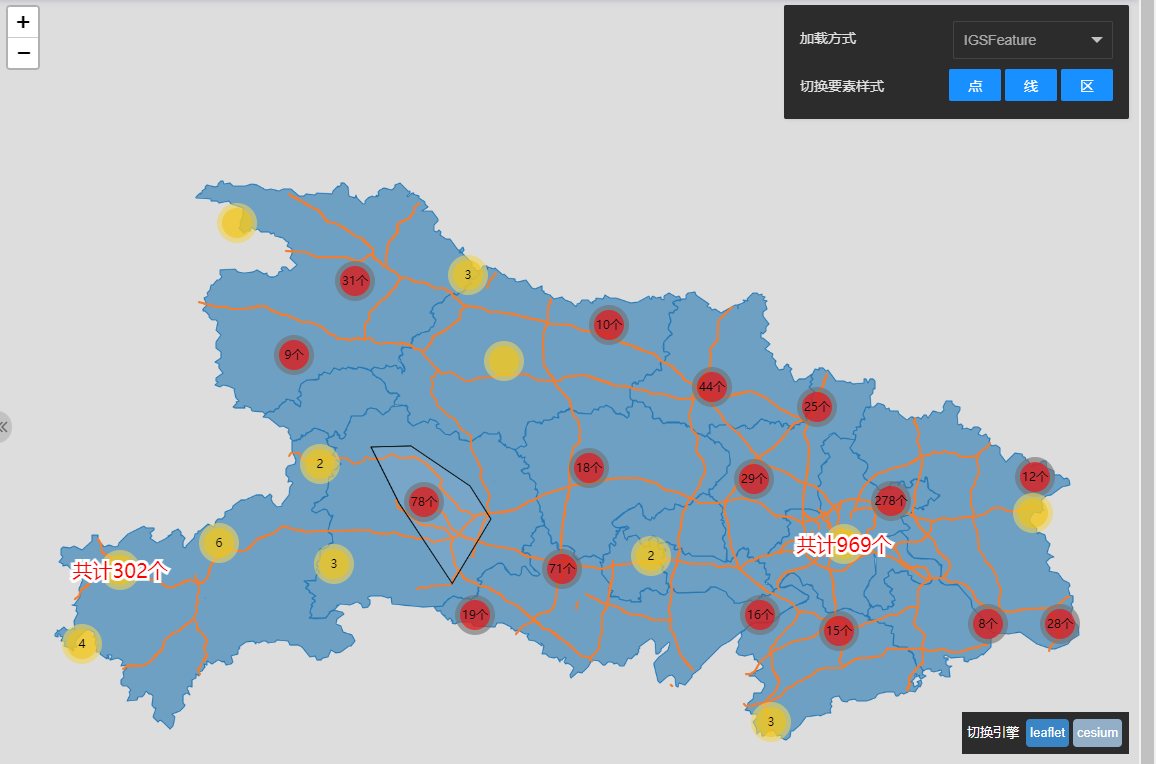 +
−
加载方式
IGSFeature
切换要素样式
点 线 区
3
31个
10个
9个
44个
25个
2
18个
29个
12个
78个
278个
6
共计969个
2
3
共计302个
71个
19个
16个
15个
8个
28个
4
3
切换引擎 leaflet cesium